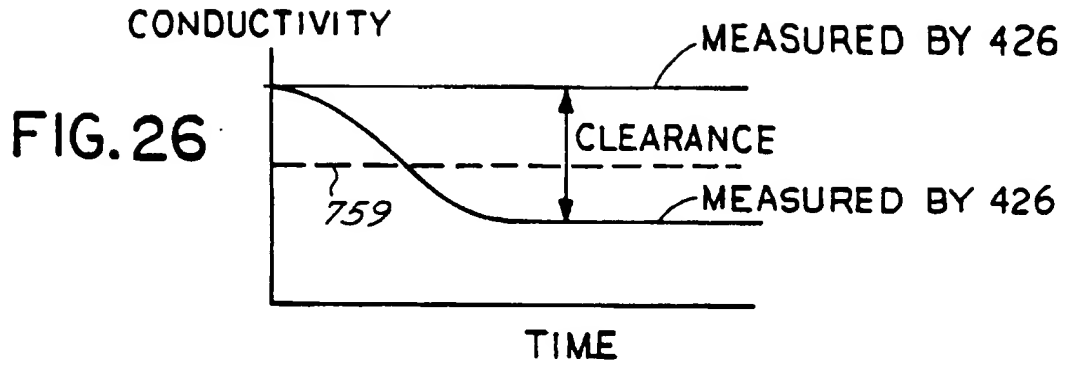 CONDUCTIVITY
MEASURED BY 426
FIG. 26
CLEARANCE
759
MEASURED BY 426
TIME